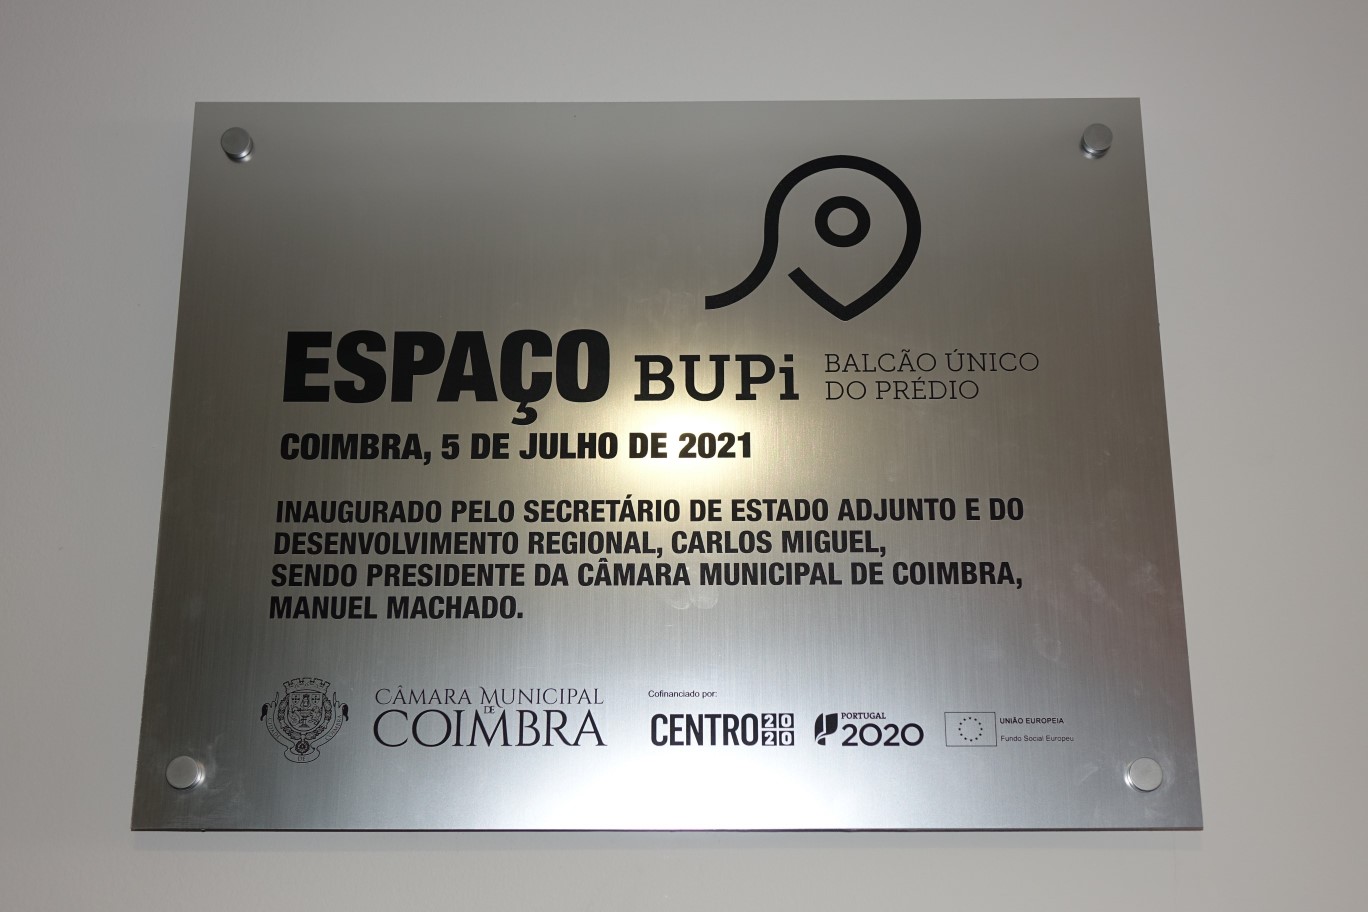 ESPAÇO BUPi BALCÃO ÚNICO
DO PRÉDIO
COIMBRA, 5 DE JULHO DE 2021
INAUGURADO PELO SECRETÁRIO DE ESTADO ADJUNTO E DO
DESENVOLVIMENTO REGIONAL, CARLOS MIGUEL,
SENDO PRESIDENTE DA CÂMARA MUNICIPAL DE COIMBRA,
MANUEL MACHADO.
CÂMARA MUNICIPAL
DE
COIMBRA
Cofinanciado por:
CENTRO 20
20
PORTUGAL
2020
UNIÃO EUROPEIA
Fundo Social Europeu